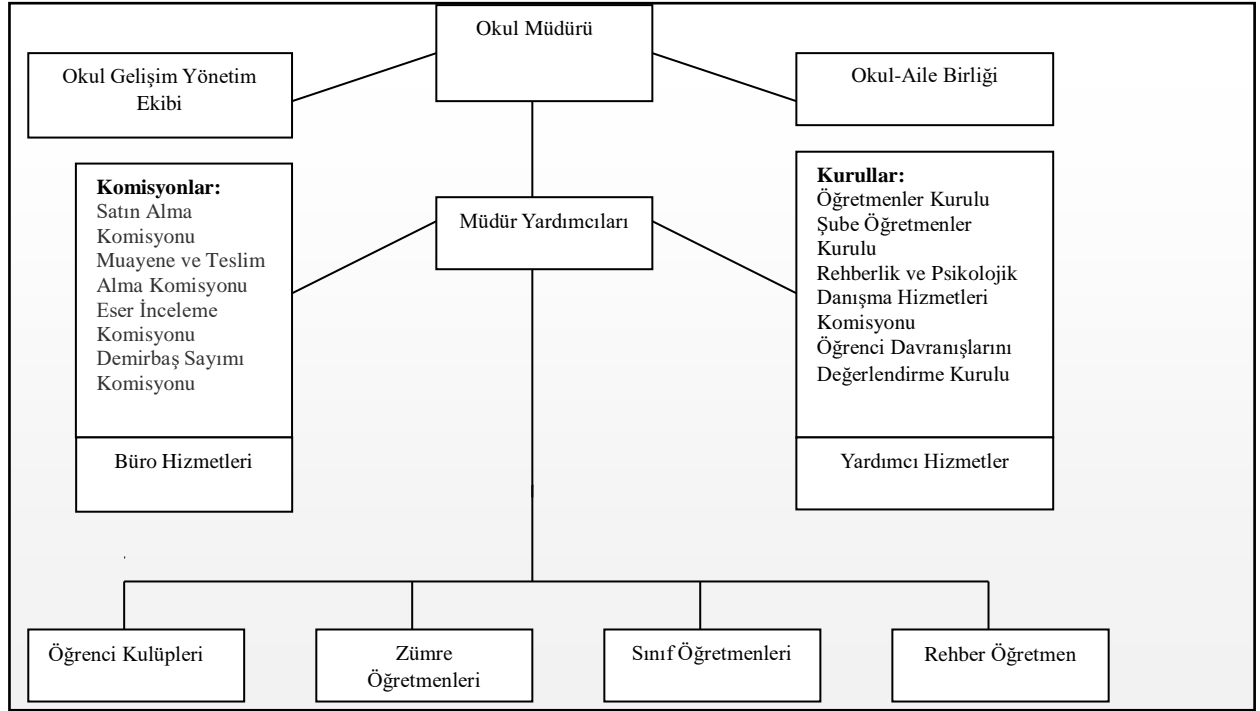 Okul Müdürü
Okul Gelişim Yönetim
Ekibi
Okul-Aile Birliği
Komisyonlar:
Satın Alma
Komisyonu
Muayene ve Teslim
Alma Komisyonu
Eser İnceleme
Komisyonu
Demirbaş Sayımı
Komisyonu
Müdür Yardımcıları
Kurullar:
Öğretmenler Kurulu
Şube Öğretmenler
Kurulu
Rehberlik ve Psikolojik
Danışma Hizmetleri
Komisyonu
Öğrenci Davranışlarını
Değerlendirme Kurulu
Büro Hizmetleri
Yardımcı Hizmetler
Öğrenci Kulüpleri
Zümre
Öğretmenleri
Sınıf Öğretmenleri
Rehber Öğretmen